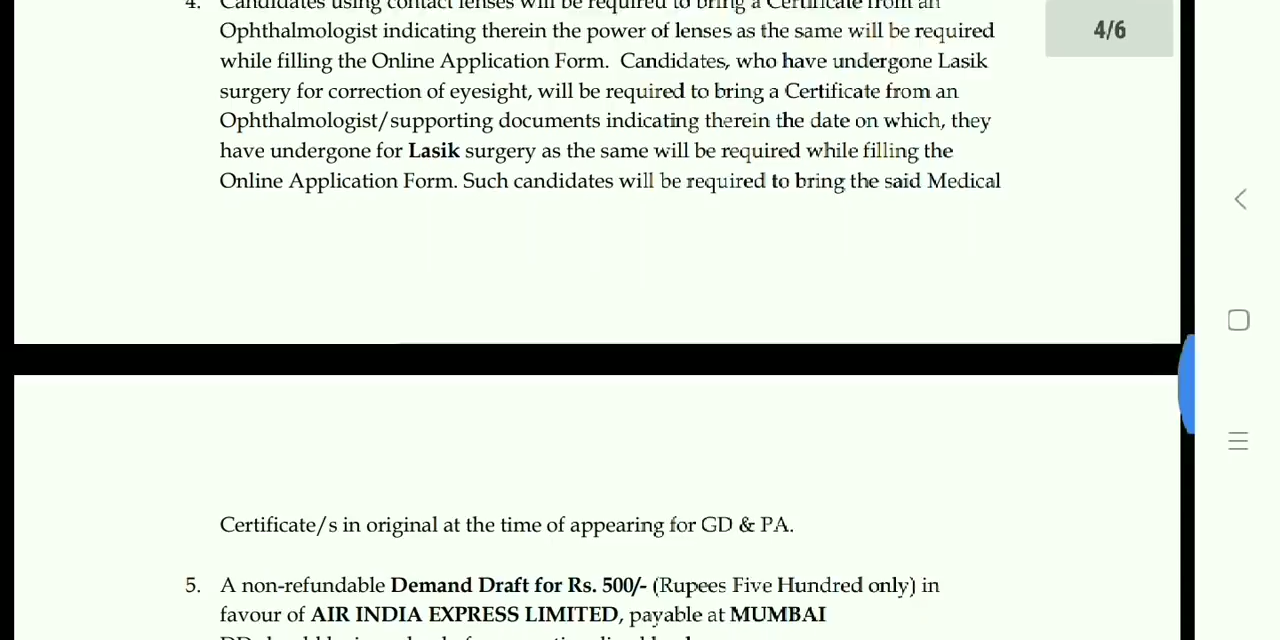 4. Candidates using contact lenses will be required to bring a Certificate from an
4/6
Ophthalmologist indicating therein the power of lenses as the same will be required
while filling the Online Application Form. Candidates, who have undergone Lasik
surgery for correction of eyesight, will be required to bring a Certificate from an
Ophthalmologist/supporting documents indicating therein the date on which, they
have undergone for Lasik surgery as the same will be required while filling the
Online Application Form. Such candidates will be required to bring the said Medical
Certificate/s in original at the time of appearing for GD & PA.
5. A non-refundable Demand Draft for Rs. 500/- (Rupees Five Hundred only) in
favour of AIR INDIA EXPRESS LIMITED, payable at MUMBAI